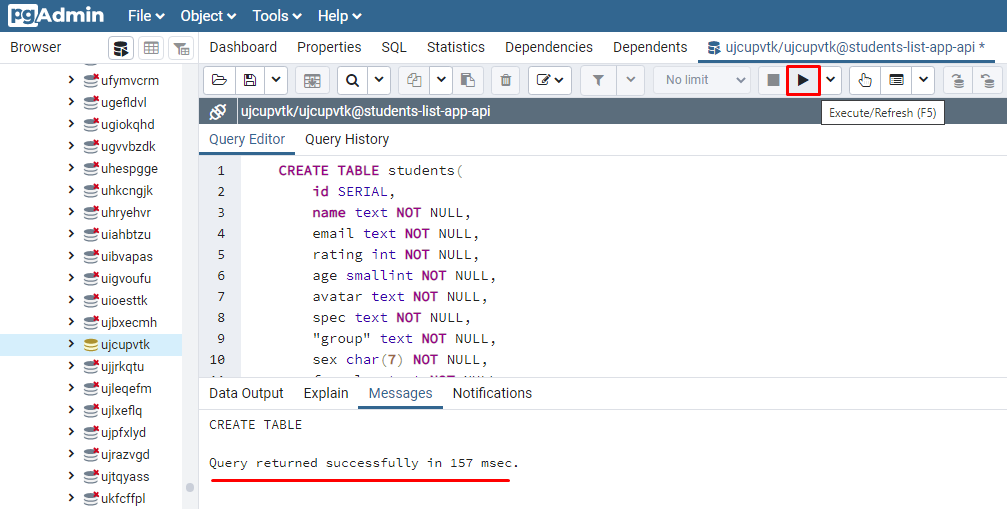 pgAdmin File Object Tools Help
Browser
Dashboard Properties SQL Statistics Dependencies Dependents ujcupvtk/ujcupvtk@students-list-app-api *
No limit
Execute/Refresh (F5)
ujcupvtk/ujcupvtk@students-list-app-api
Query Editor Query History
ufymvcrm
ugefldvl
ugiokqhd
ugvvbzdk
uhespgge
uhkcngjk
uhryehvr
uiahbtzu
uibvapas
uigvoufu
uioesttk
ujbxecmh
ujcupvtk
ujjrkqtu
ujleqefm
ujlxeflq
ujpfxlyd
ujrazvgd
ujtqyass
ukfcffpl
1 CREATE TABLE students(
2 id SERIAL,
3 name text NOT NULL,
4 email text NOT NULL,
5 rating int NOT NULL,
6 age smallint NOT NULL,
7 avatar text NOT NULL,
8 spec text NOT NULL,
9 "group" text NOT NULL,
10 sex char(7) NOT NULL,
Data Output Explain Messages Notifications
CREATE TABLE
Query returned successfully in 157 msec.